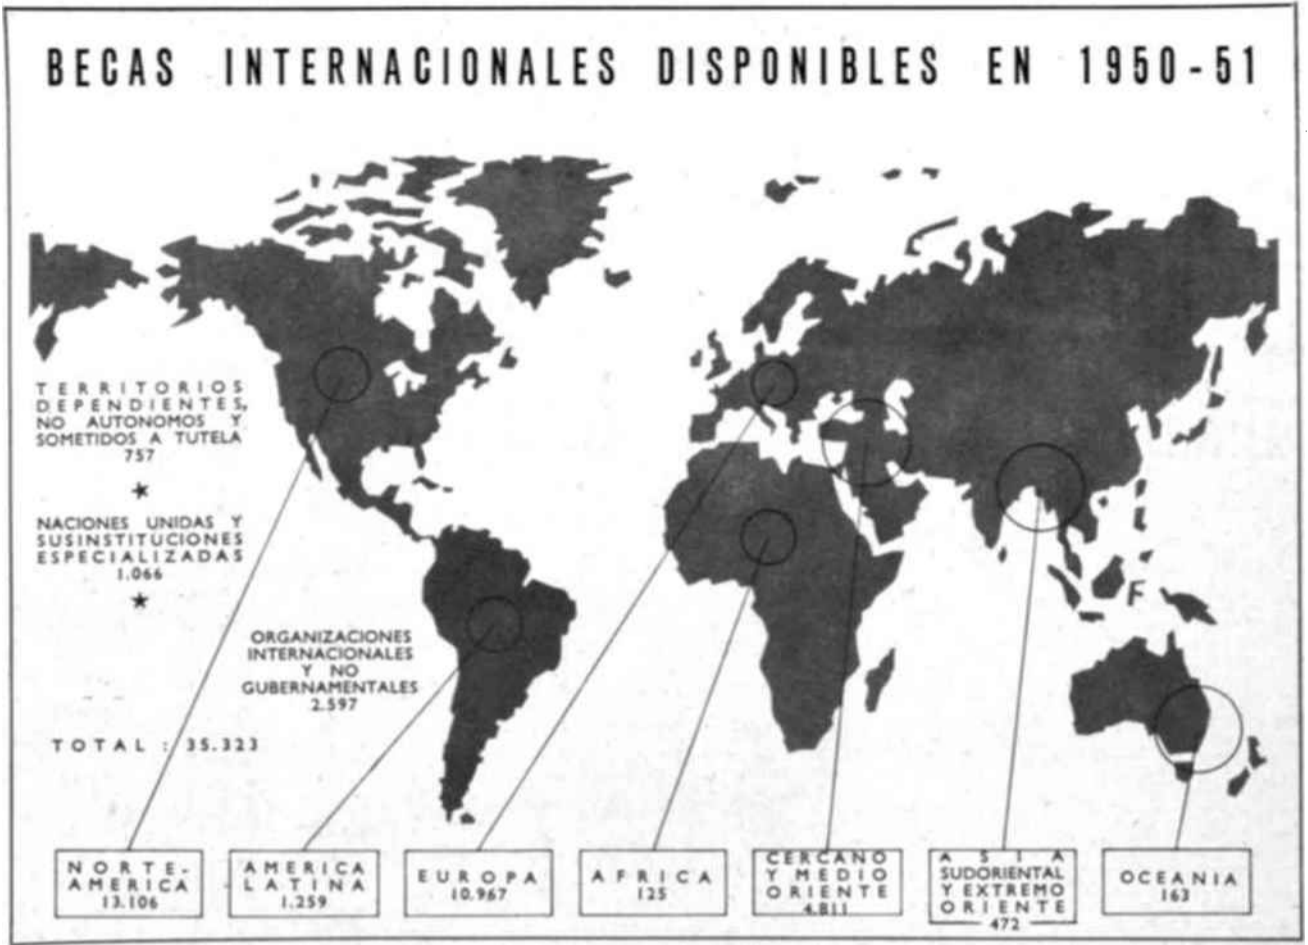 BECAS INTERNACIONALES DISPONIBLES EN 1950-51
TERRITORIOS
DEPENDIENTES,
NO AUTONOMOS Y
SOMETIDOS A TUTELA
757
★
NACIONES UNIDAS Y
SUSINSTITUCIONES
ESPECIALIZADAS
1.066
★
ORGANIZACIONES
INTERNACIONALES
Y NO
GUBERNAMENTALES
2.597
TOTAL : 35.323
F
NORTE-
AMERICA
13.106
AMERICA
LATINA
1.259
EUROPA
10.967
AFRICA
125
CERCANO
Y MEDIO
ORIENTE
4.811
ASIA
SUDORIENTAL
Y EXTREMO
ORIENTE
472
OCEANIA
163